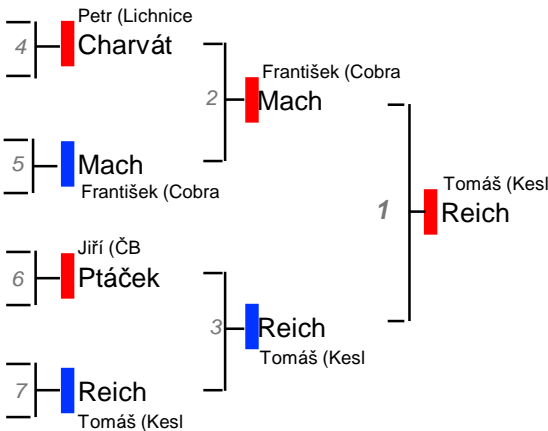 Petr (Lichnice
4
Charvát
František (Cobra
2
Mach
5
Mach
František (Cobra
Tomáš (Kesl
1
Reich
Jiří (ČB
6
Ptáček
3
Reich
Tomáš (Kesl
7
Reich
Tomáš (Kesl